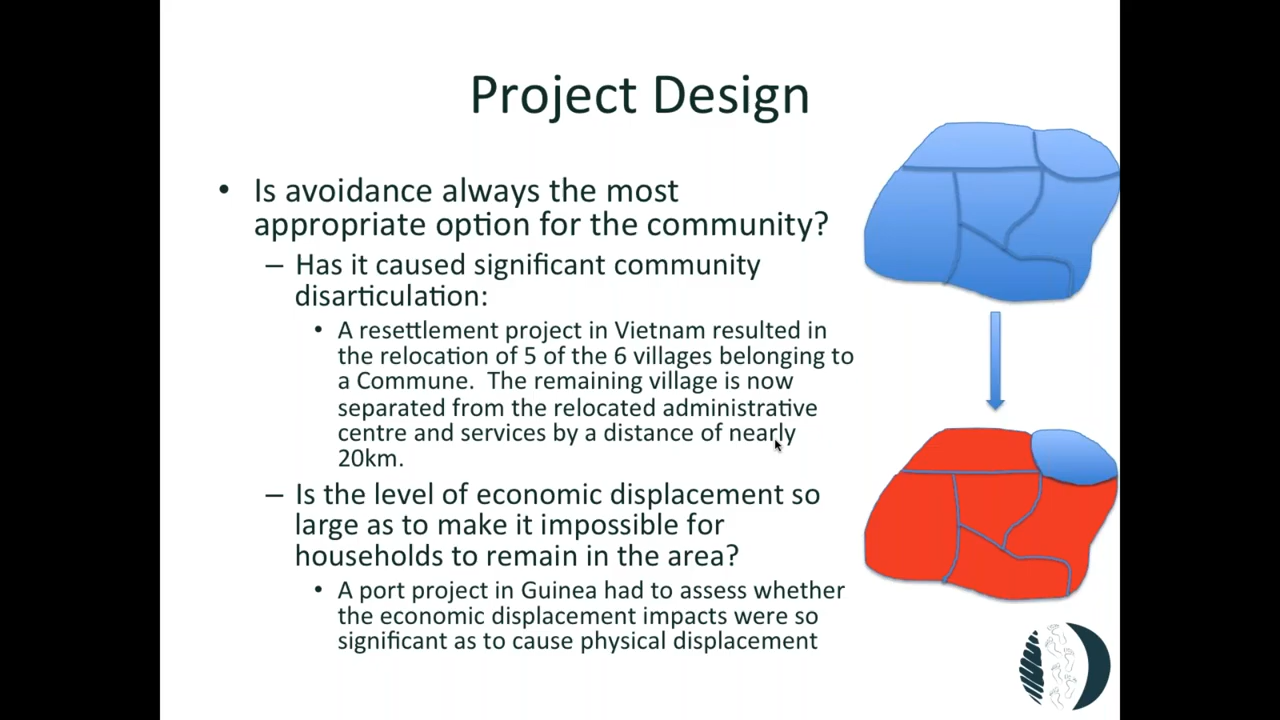 Project Design
• Is avoidance always the most
appropriate option for the community?
– Has it caused significant community
disarticulation:
• A resettlement project in Vietnam resulted in
the relocation of 5 of the 6 villages belonging to
a Commune.  The remaining village is now
separated from the relocated administrative
centre and services by a distance of nearly
20km.
– Is the level of economic displacement so
large as to make it impossible for
households to remain in the area?
• A port project in Guinea had to assess whether
the economic displacement impacts were so
significant as to cause physical displacement